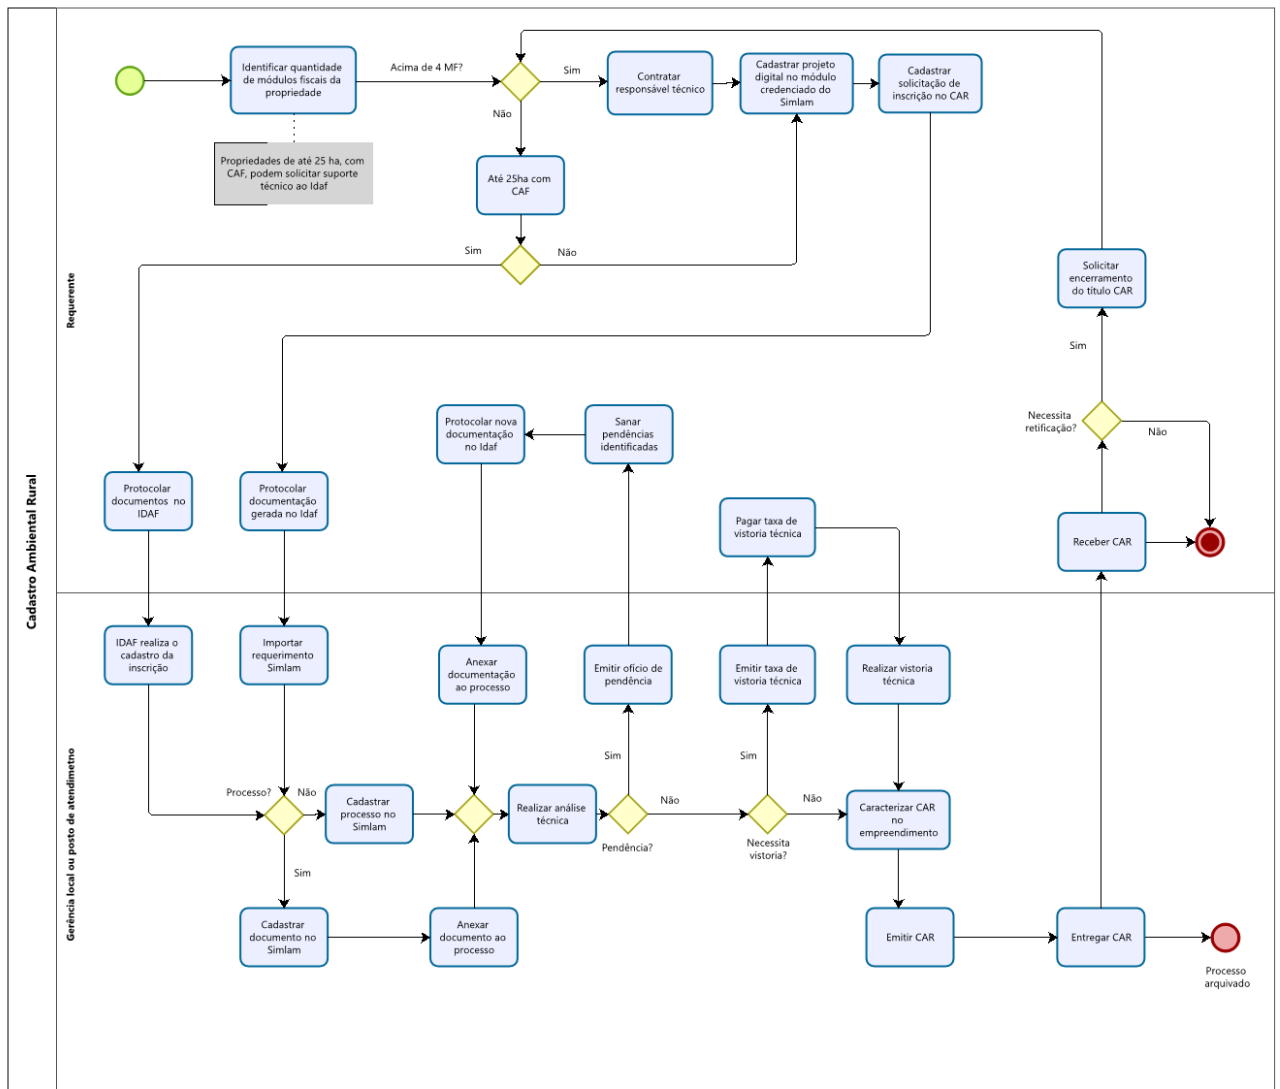 Cadastro Ambiental Rural
Requerente
Identificar quantidade
de módulos fiscais da
propriedade
Acima de 4 MF?
Sim
Não
Contratar
responsável técnico
Cadastrar projeto
digital no módulo
credenciado do
Simlam
Cadastrar
solicitação de
inscrição no CAR
Propriedades de até 25 ha, com
CAF, podem solicitar suporte
técnico ao Idaf
Até 25ha com
CAF
Sim
Não
Solicitar
encerramento
do título CAR
Sim
Necessita
retificação?
Não
Protocolar nova
documentação
no Idaf
Sanar
pendências
identificadas
Protocolar
documentos no
IDAF
Protocolar
documentação
gerada no Idaf
Pagar taxa de
vistoria técnica
Receber CAR
Gerência local ou posto de atendimetno
IDAF realiza o
cadastro da
inscrição
Importar
requerimento
Simlam
Anexar
documentação
ao processo
Emitir ofício de
pendência
Emitir taxa de
vistoria técnica
Realizar vistoria
técnica
Sim
Sim
Processo?
Não
Cadastrar
processo no
Simlam
Realizar análise
técnica
Não
Pendência?
Não
Necessita
vistoria?
Caracterizar CAR
no
empreendimento
Sim
Cadastrar
documento no
Simlam
Anexar
documento ao
processo
Emitir CAR
Entregar CAR
Processo
arquivado